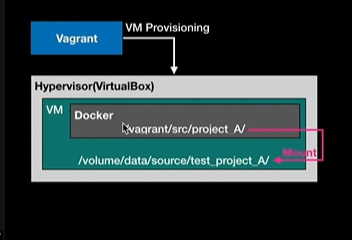 VM Provisioning
Vagrant
Hypervisor(VirtualBox)
VM
Docker
/vagrant/src/project_A/
Mount
/volume/data/source/test_project_A/